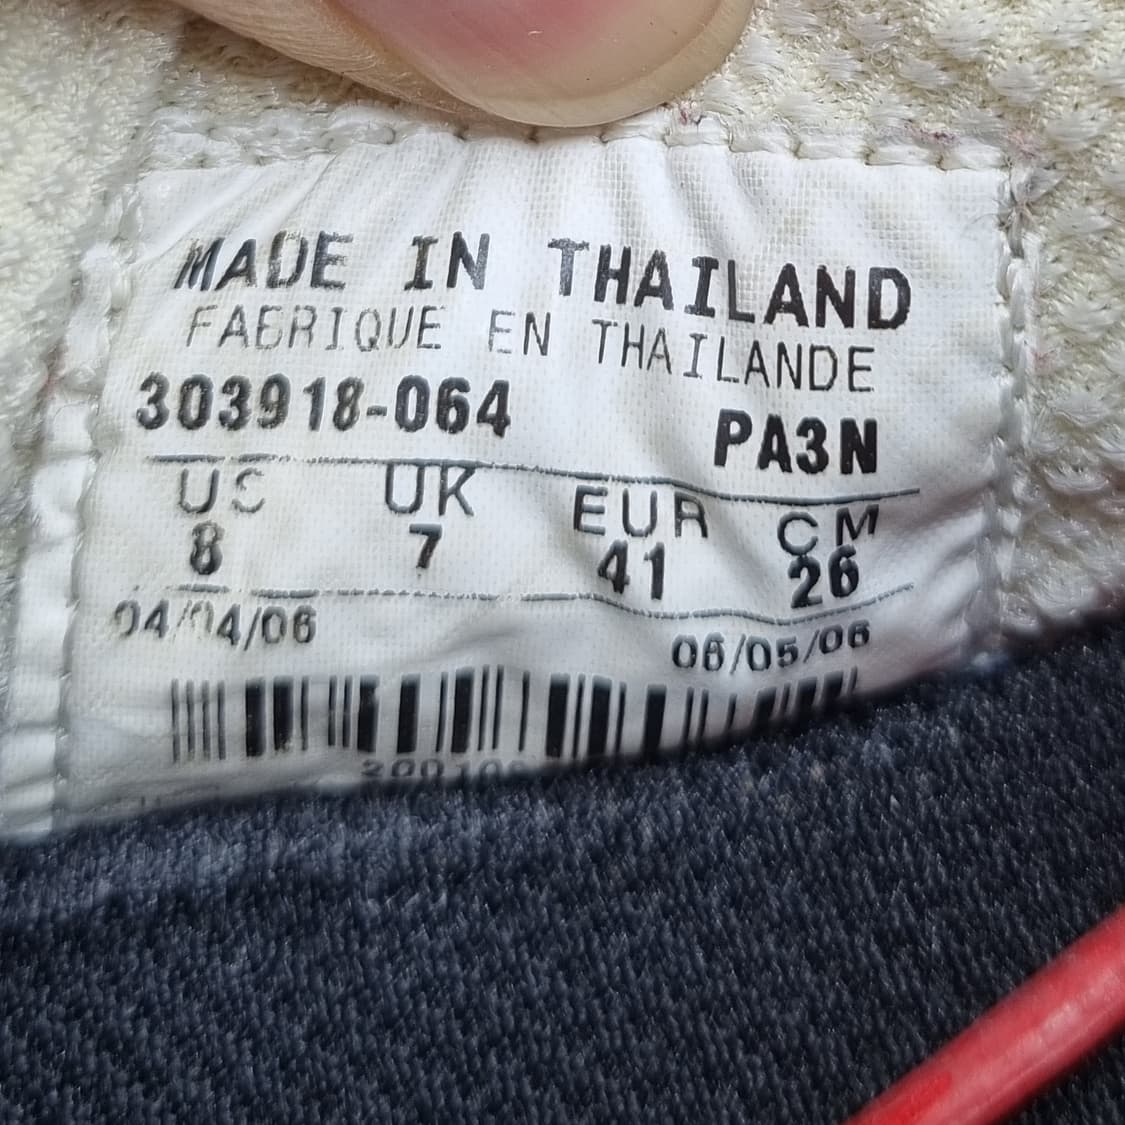 MADE IN THAILAND
FABRIQUE EN THAILANDE
303918-064 PA3N
US UK EUR CM
8 7 41 26
04/04/06 06/05/06